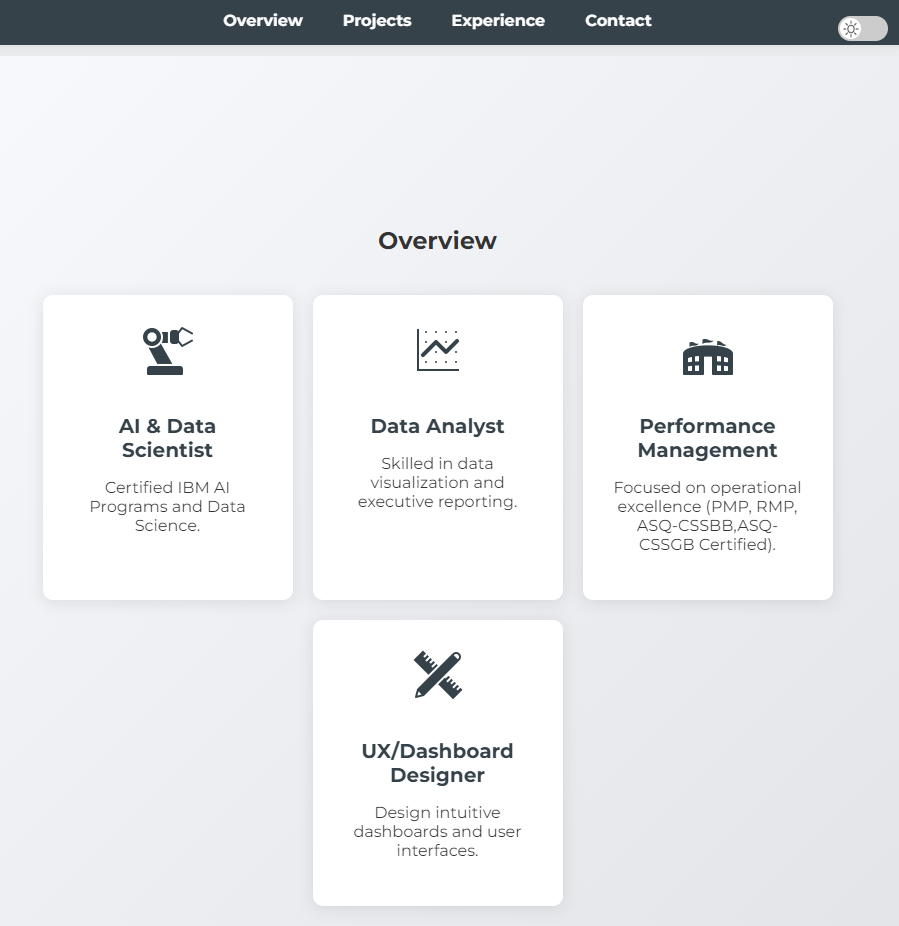 Overview Projects Experience Contact
Overview
AI & Data
Scientist
Certified IBM AI
Programs and Data
Science.
Data Analyst
Skilled in data
visualization and
executive reporting.
Performance
Management
Focused on operational
excellence (PMP, RMP,
ASQ-CSSBB,ASQ-
CSSGB Certified).
UX/Dashboard
Designer
Design intuitive
dashboards and user
interfaces.